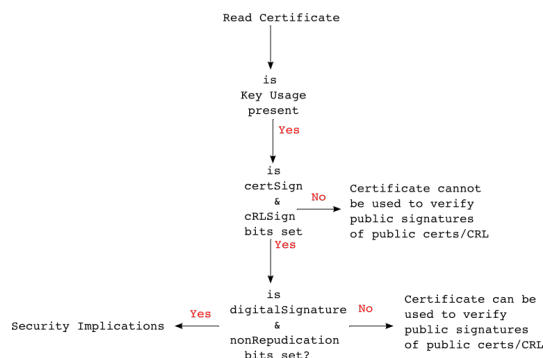 Read Certificate
is
Key Usage
present
Yes
is
certSign
&
cRLSign
bits set
No
Certificate cannot
be used to verify
public signatures
of public certs/CRL
Yes
is
digitalSignature
&
nonRepudication
bits set?
Yes
Security Implications
No
Certificate can be
used to verify
public signatures
of public certs/CRL